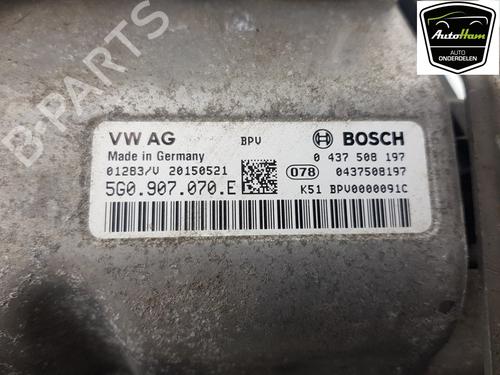 AutoHam
AUTO
ONDERDELEN
B-PARTS
VW AG BPV BOSCH
Made in Germany 0 437 508 197
012B3/V 20150521 078 0437508197
5G0.907.070.E K51 BPV0000091C